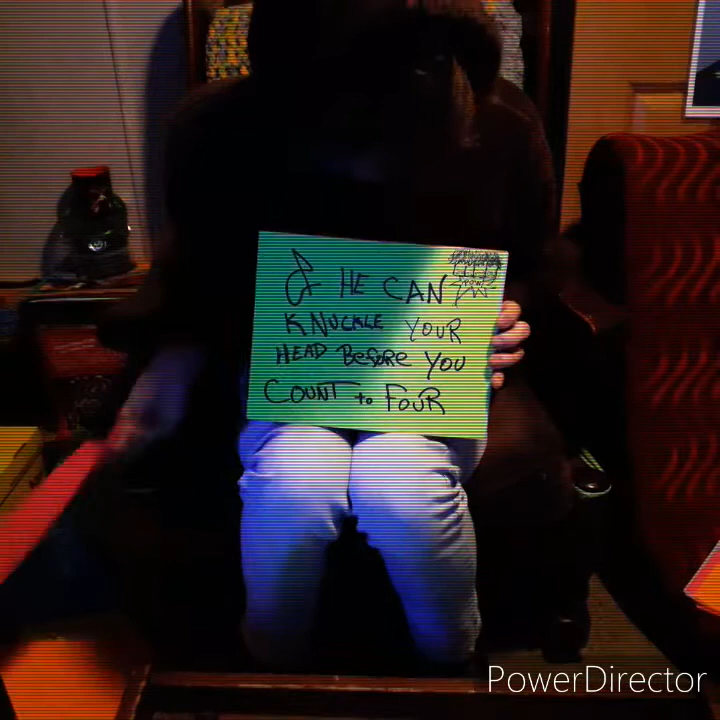 & HE CAN
KNUCKLE YOUR
HEAD BEFORE YOU
COUNT to FOUR
PowerDirector